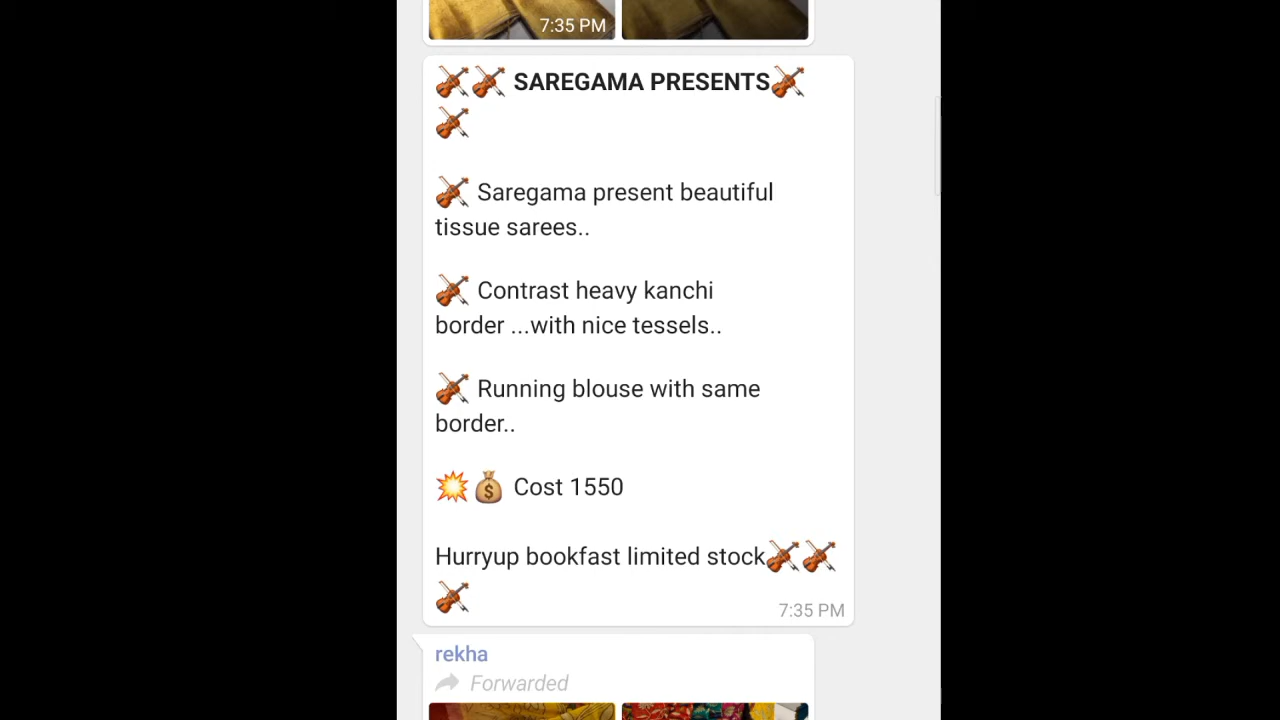 7:35 PM
🎻🎻 SAREGAMA PRESENTS🎻
🎻
🎻 Saregama present beautiful
tissue sarees..
🎻 Contrast heavy kanchi
border ...with nice tessels..
🎻 Running blouse with same
border..
💥💰 Cost 1550
Hurryup bookfast limited stock🎻🎻
🎻
7:35 PM
rekha
Forwarded